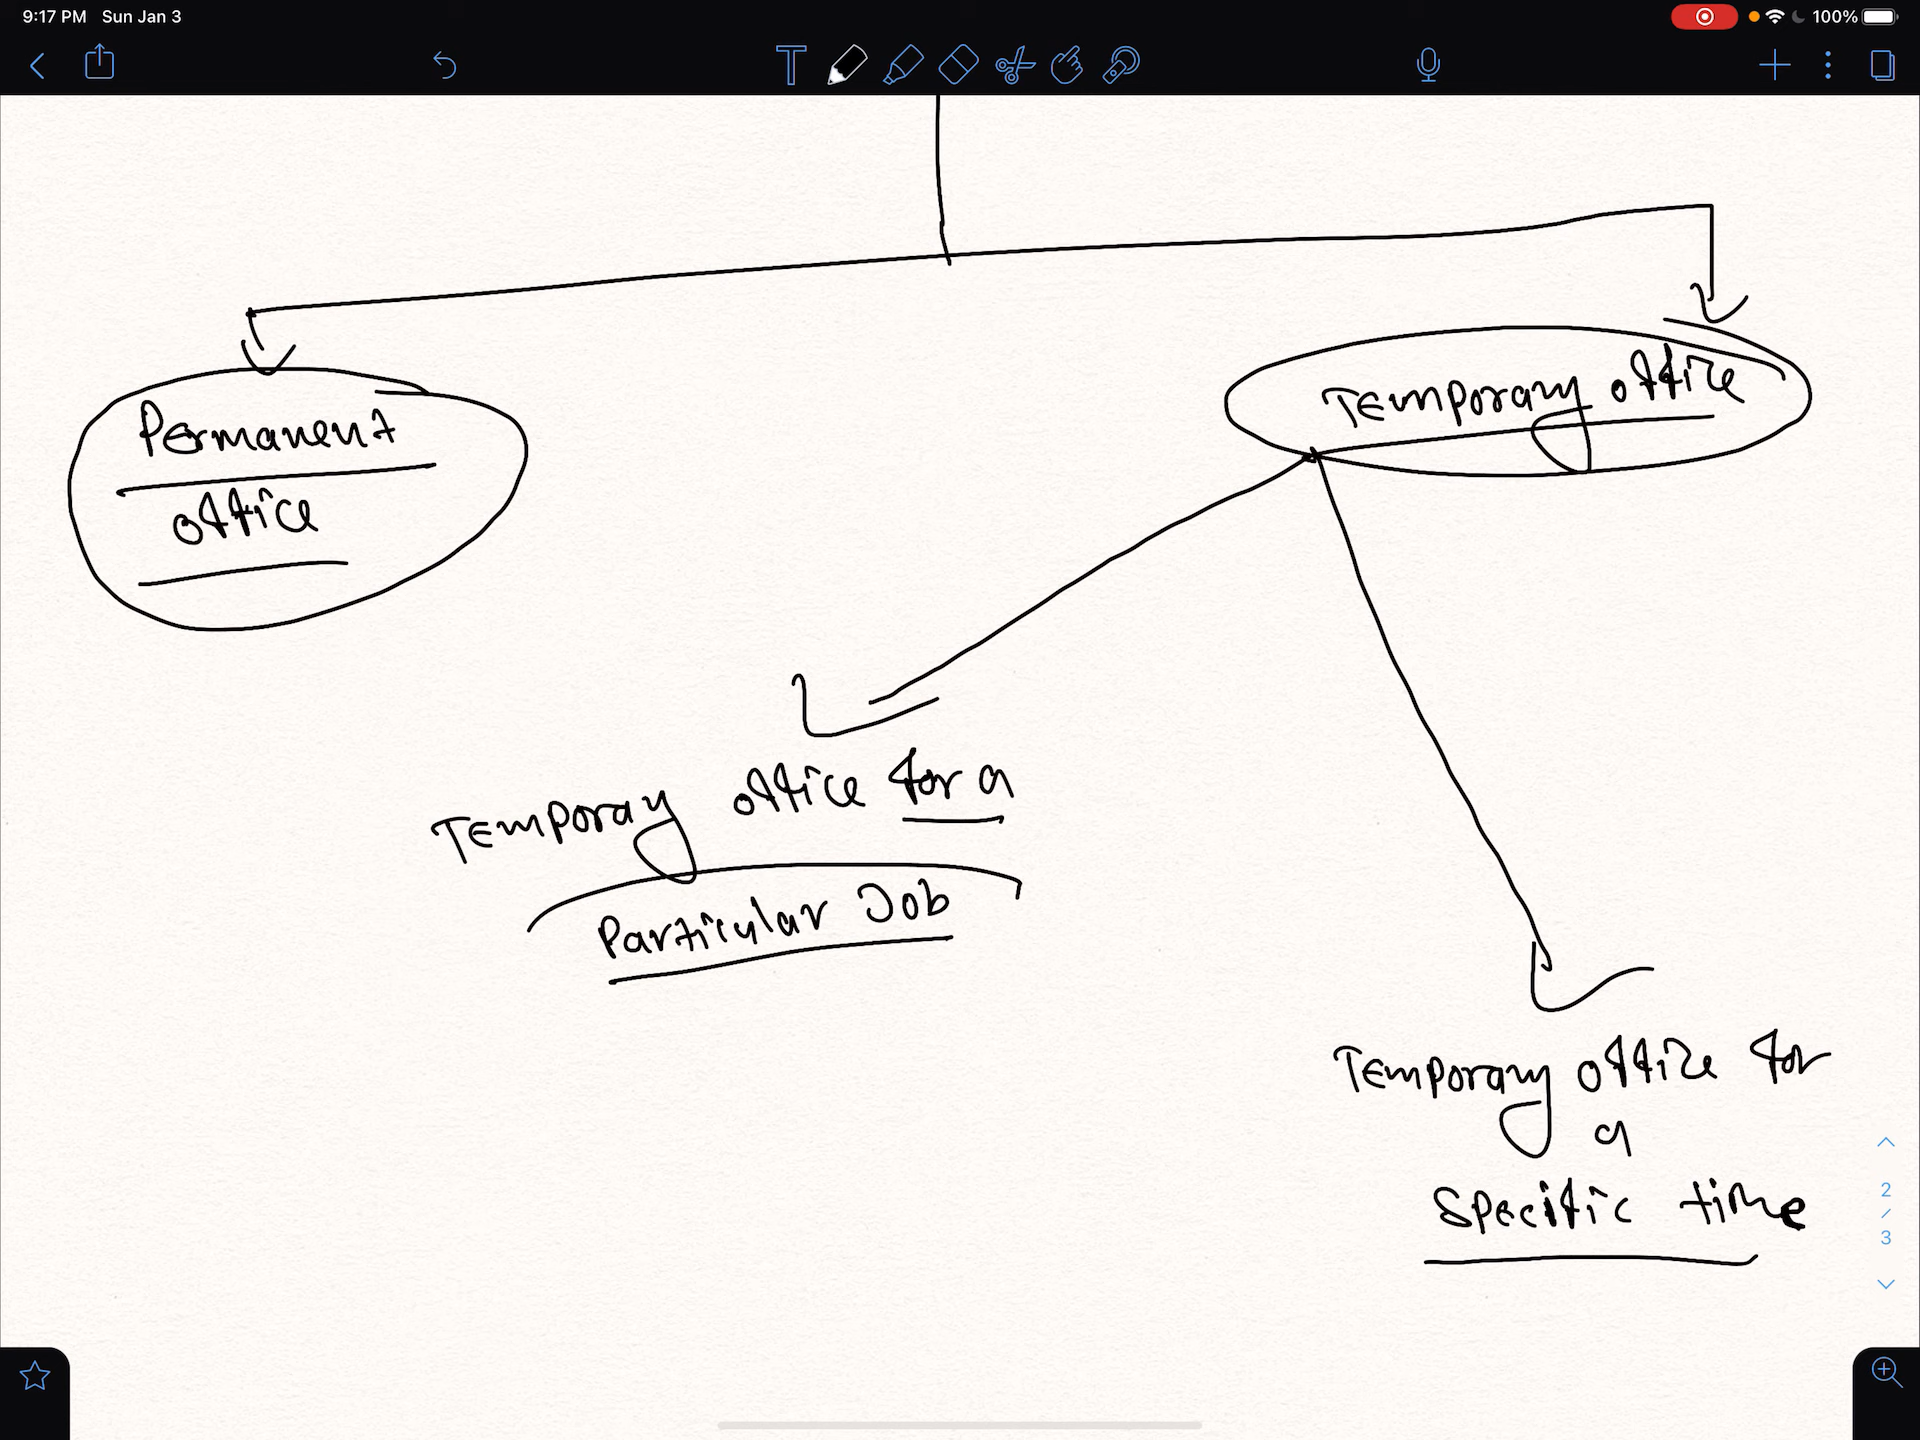 9:17 PM Sun Jan 3
100%
Permanent
office
Temporary office
Temporay office for a
Particular Job
Temporary office for
a
Specific time
2
/
3